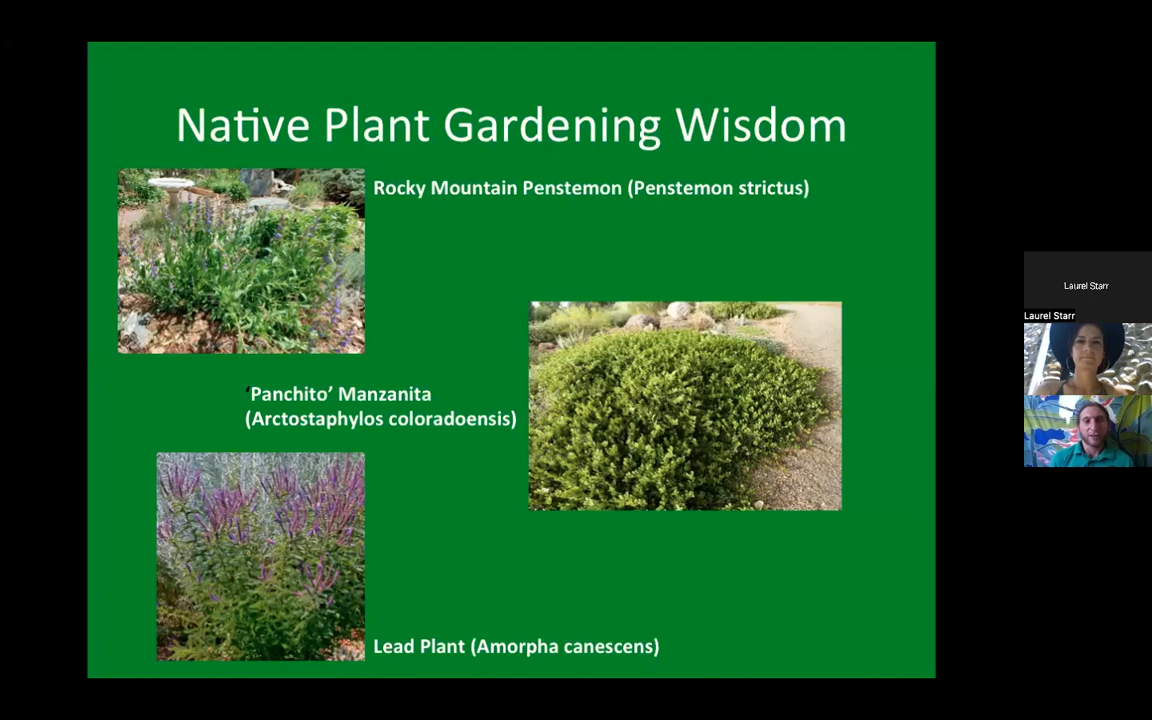 Native Plant Gardening Wisdom
Rocky Mountain Penstemon (Penstemon strictus)
‘Panchito’ Manzanita
(Arctostaphylos coloradoensis)
Lead Plant (Amorpha canescens)
Laurel Starr
Laurel Starr